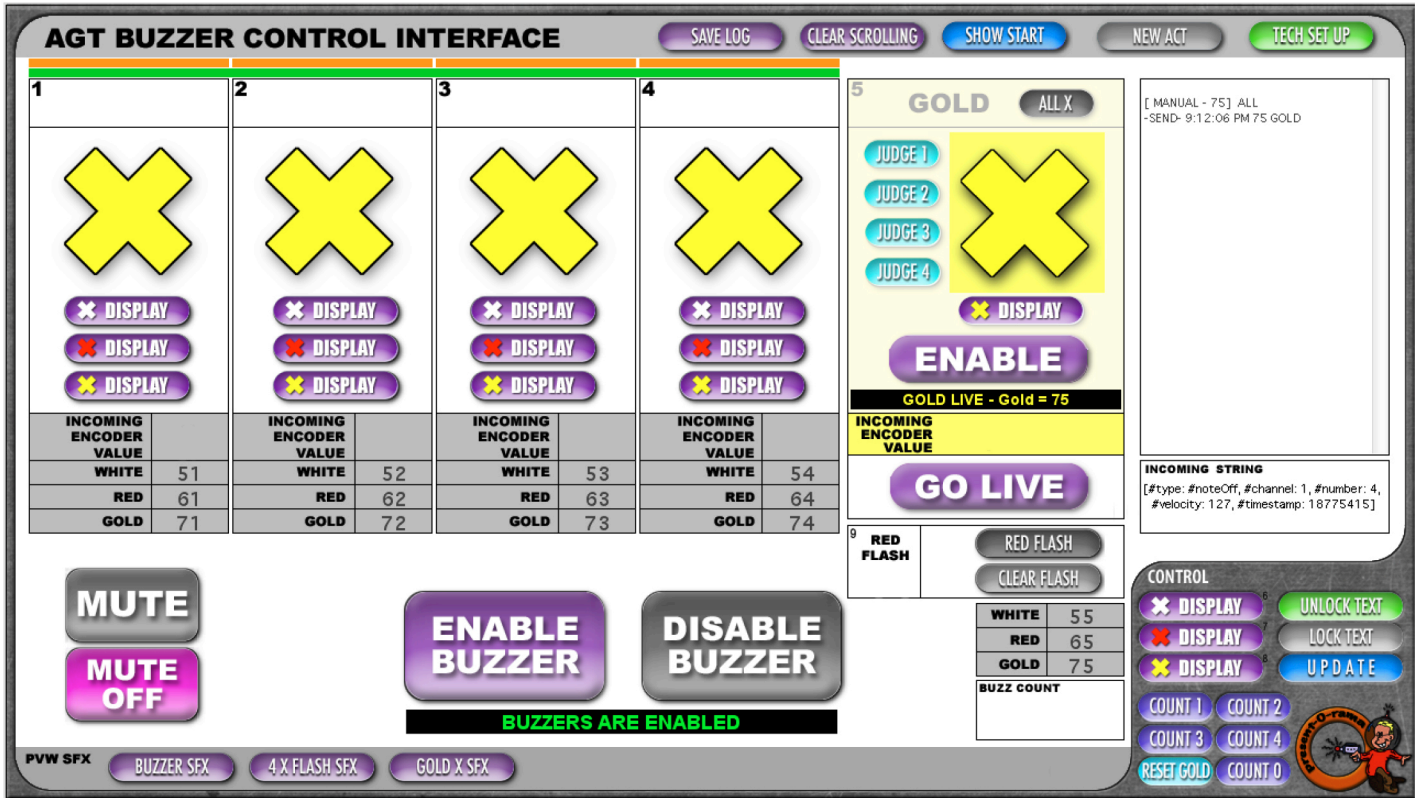 AGT BUZZER CONTROL INTERFACE
SAVE LOG
CLEAR SCROLLING
SHOW START
NEW ACT
TECH SET UP
1
2
3
4
5
GOLD
ALL X
JUDGE 1
JUDGE 2
JUDGE 3
JUDGE 4
DISPLAY
DISPLAY
DISPLAY
DISPLAY
DISPLAY
DISPLAY
DISPLAY
DISPLAY
DISPLAY
DISPLAY
DISPLAY
DISPLAY
DISPLAY
ENABLE
GOLD LIVE - Gold = 75
INCOMING
ENCODER
VALUE
WHITE 51
RED 61
GOLD 71
INCOMING
ENCODER
VALUE
WHITE 52
RED 62
GOLD 72
INCOMING
ENCODER
VALUE
WHITE 53
RED 63
GOLD 73
INCOMING
ENCODER
VALUE
WHITE 54
RED 64
GOLD 74
INCOMING
ENCODER
VALUE
GO LIVE
9
RED
FLASH
RED FLASH
CLEAR FLASH
WHITE 55
RED 65
GOLD 75
BUZZ COUNT
[ MANUAL - 75] ALL
-SEND- 9:12:06 PM 75 GOLD
INCOMING STRING
[#type: #noteOff, #channel: 1, #number: 4,
#velocity: 127, #timestamp: 18775415]
MUTE
MUTE
OFF
ENABLE
BUZZER
DISABLE
BUZZER
BUZZERS ARE ENABLED
PVW SFX
BUZZER SFX
4 X FLASH SFX
GOLD X SFX
CONTROL
DISPLAY 6
UNLOCK TEXT
DISPLAY 7
LOCK TEXT
DISPLAY 8
UPDATE
COUNT 1
COUNT 2
COUNT 3
COUNT 4
RESET GOLD
COUNT 0
Present-O-rama